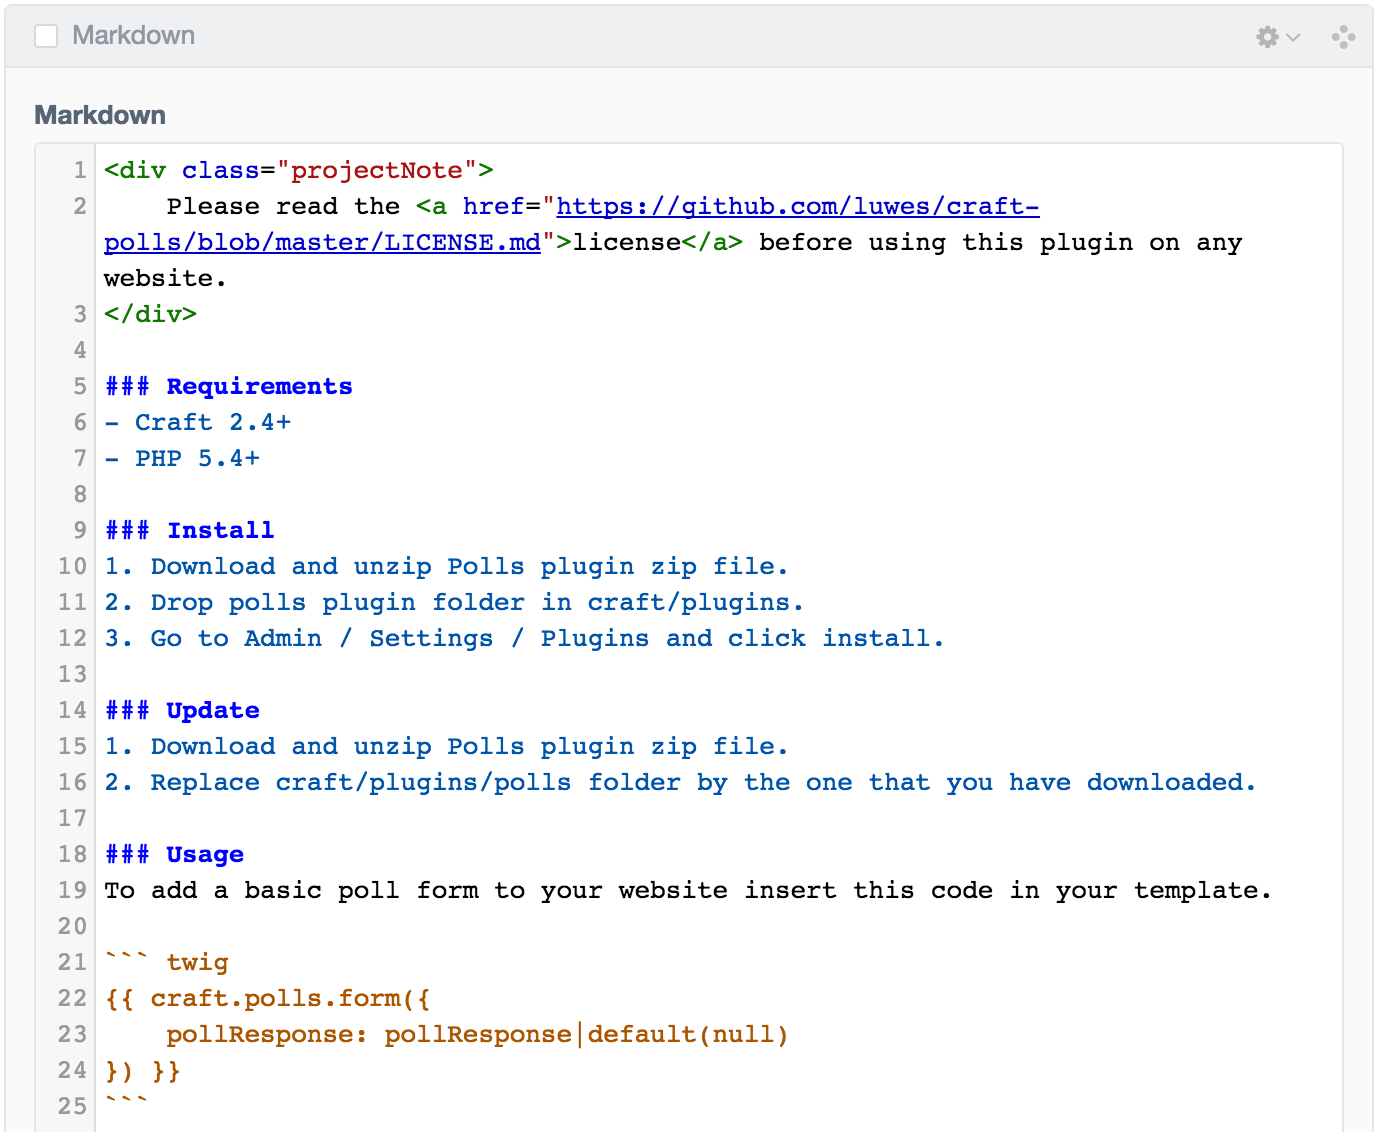 Markdown
Markdown
1 <div class="projectNote">
2     Please read the <a href="https://github.com/luwes/craft-
polls/blob/master/LICENSE.md">license</a> before using this plugin on any
website.
3 </div>
4
5 ### Requirements
6 - Craft 2.4+
7 - PHP 5.4+
8
9 ### Install
10 1. Download and unzip Polls plugin zip file.
11 2. Drop polls plugin folder in craft/plugins.
12 3. Go to Admin / Settings / Plugins and click install.
13
14 ### Update
15 1. Download and unzip Polls plugin zip file.
16 2. Replace craft/plugins/polls folder by the one that you have downloaded.
17
18 ### Usage
19 To add a basic poll form to your website insert this code in your template.
20
21 ``` twig
22 {{ craft.polls.form({
23     pollResponse: pollResponse|default(null)
24 }) }}
25 ```